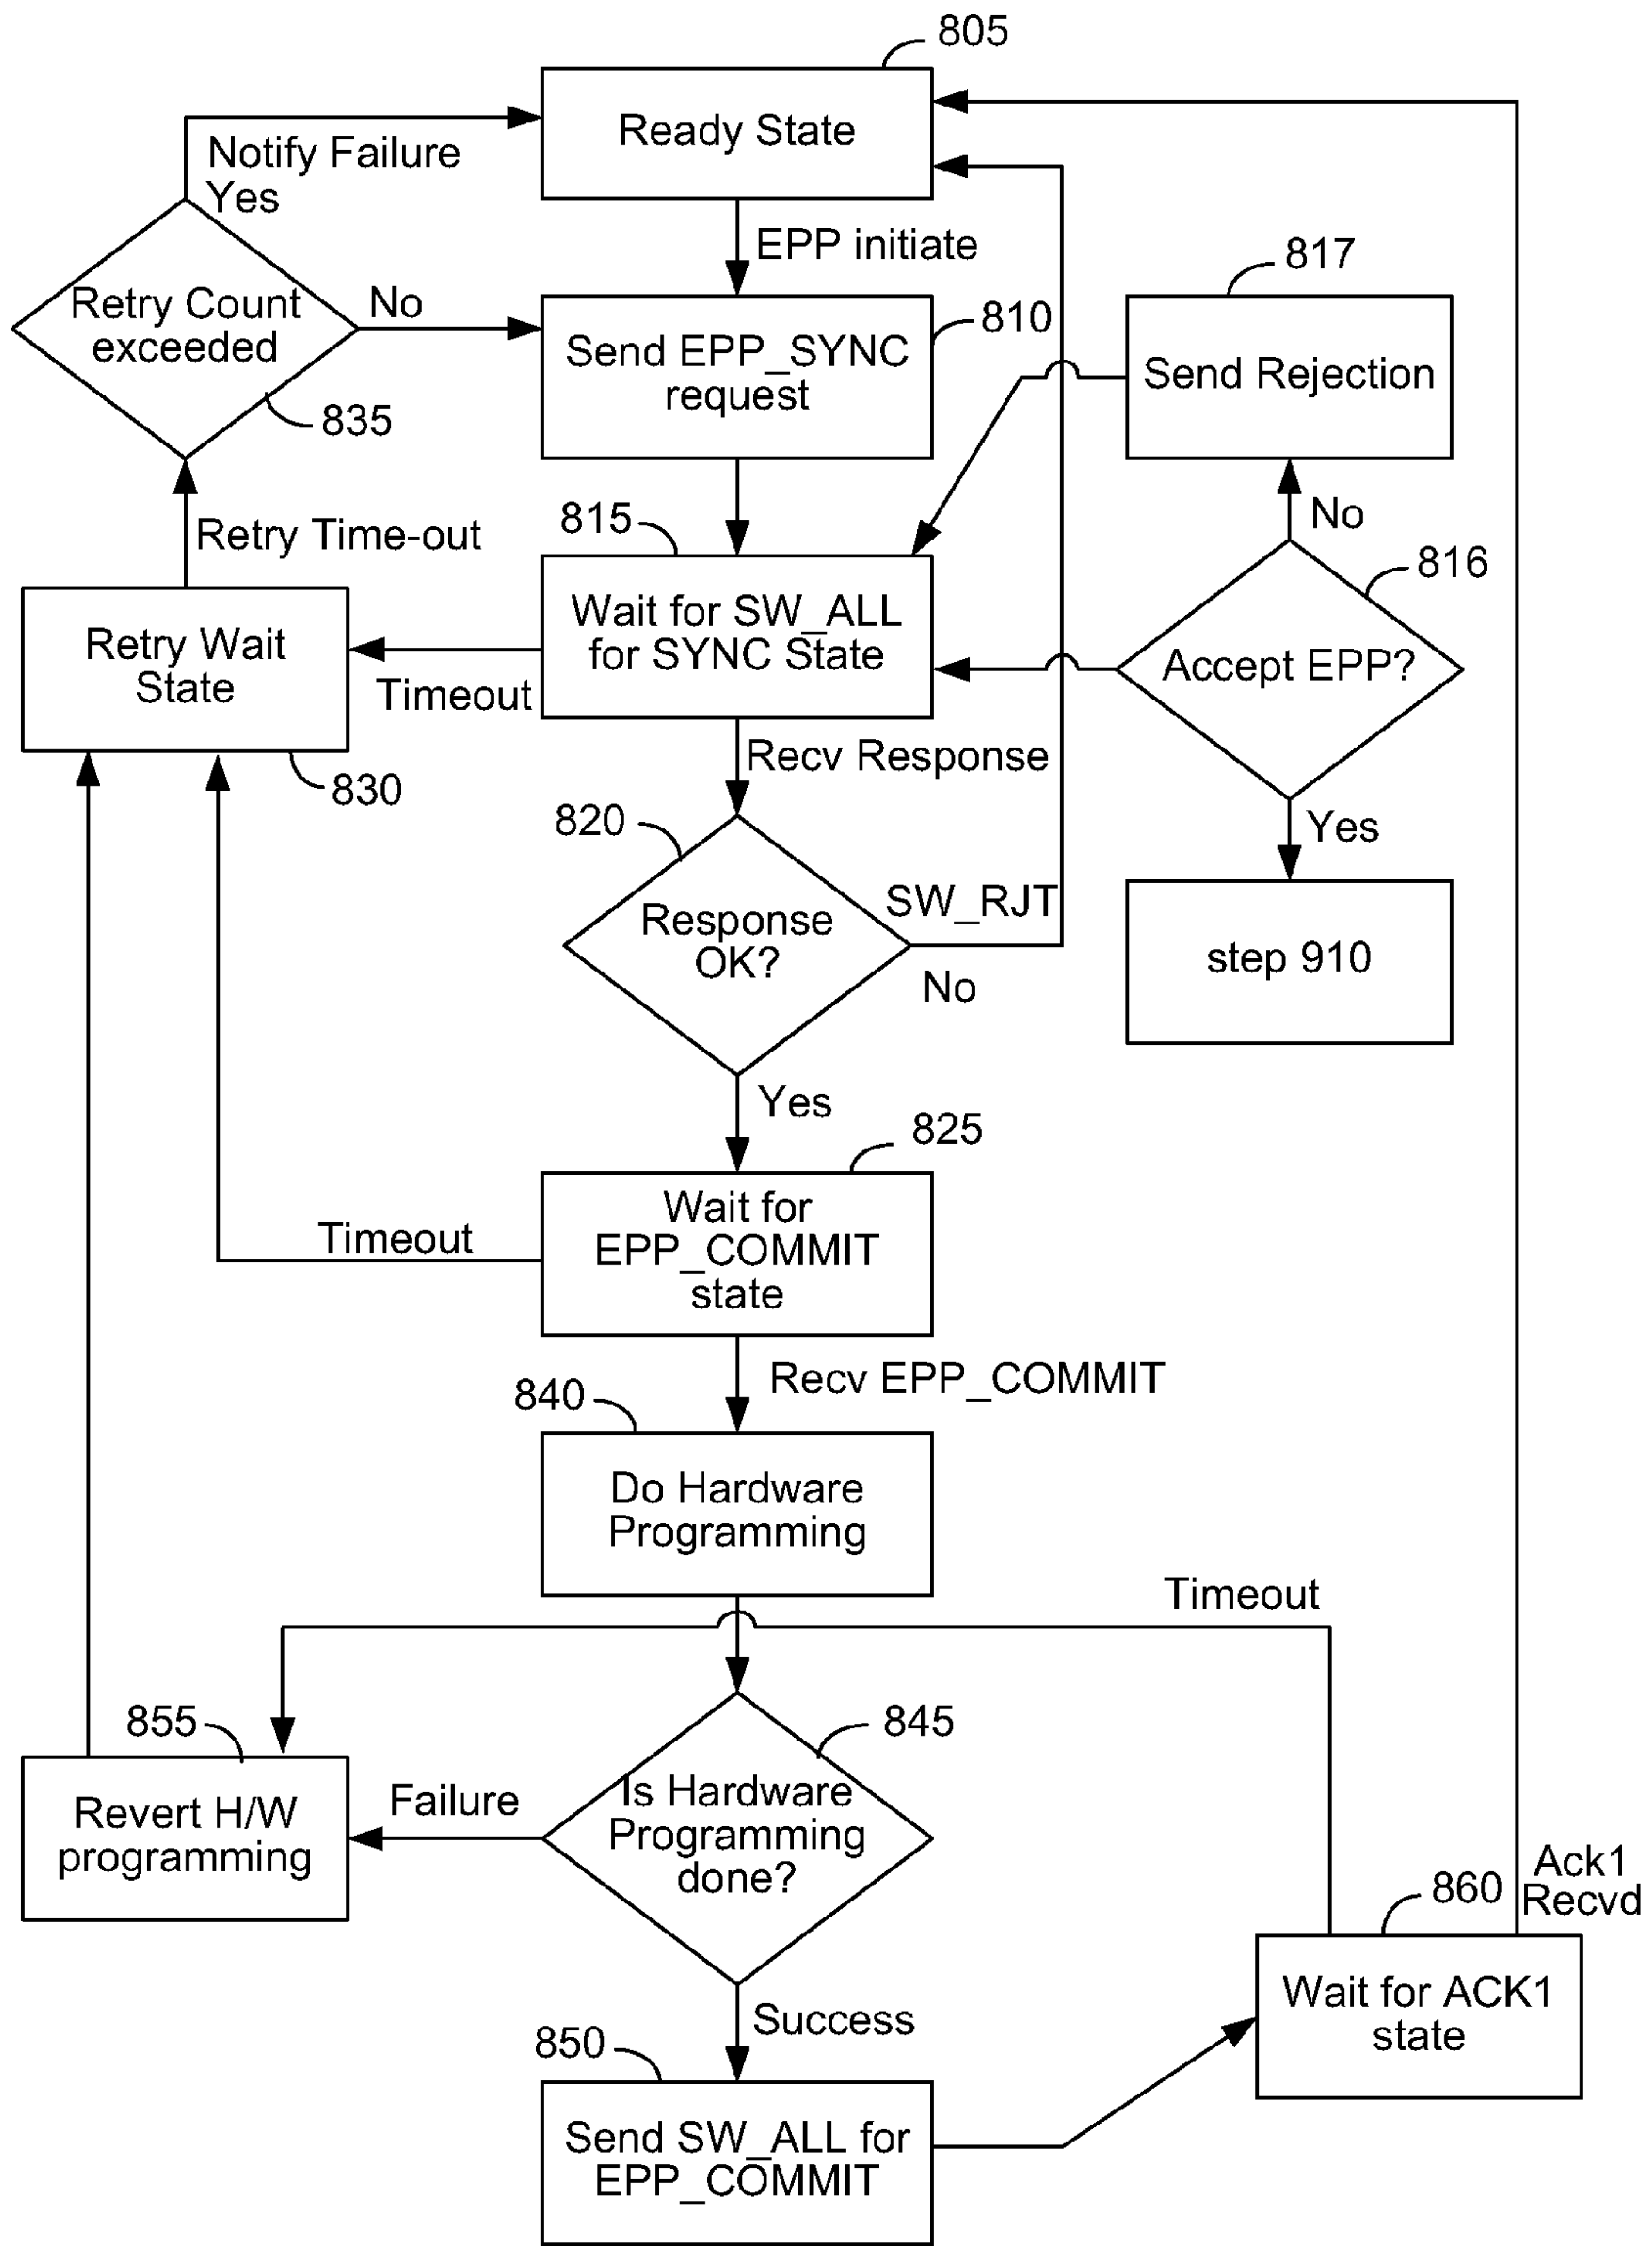 805
Ready State
Notify Failure
Yes
EPP initiate
817
Retry Count
exceeded
No
835
Send EPP_SYNC
request
810
Send Rejection
No
Retry Time-out
815
816
Retry Wait
State
830
Timeout
Wait for SW_ALL
for SYNC State
Accept EPP?
Recv Response
Yes
820
Response
OK?
SW_RJT
No
step 910
Yes
825
Timeout
Wait for
EPP_COMMIT
state
Recv EPP_COMMIT
840
Do Hardware
Programming
Timeout
855
845
Revert H/W
programming
Failure
Is Hardware
Programming
done?
Ack1
Recvd
860
Wait for ACK1
state
Success
850
Send SW_ALL for
EPP_COMMIT